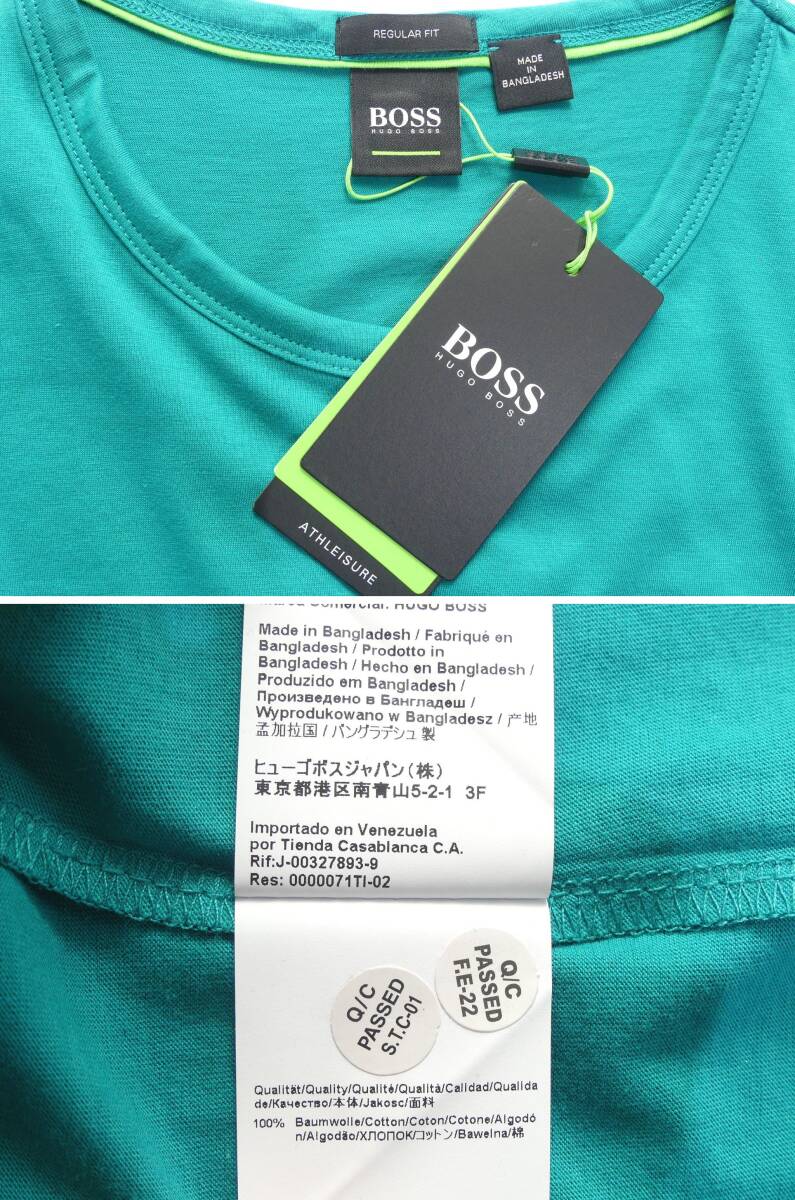 REGULAR FIT
MADE
IN
BANGLADESH
BOSS
HUGO BOSS
BOSS
HUGO BOSS
ATHLEISURE
Comercial: HUGO BOSS
Made in Bangladesh / Fabriqué en
Bangladesh / Prodotto in
Bangladesh / Hecho en Bangladesh /
Produzido em Bangladesh /
Произведено в Бангладеш /
Wyprodukowano w Bangladesz / 产地
孟加拉国 / バングラデシュ製
ヒューゴボスジャパン(株)
東京都港区南青山5-2-1 3F
Importado en Venezuela
por Tienda Casablanca C.A.
Rif:J-00327893-9
Res: 0000071TI-02
Q/C
PASSED
F.E-22
Q/C
PASSED
S.T.C-01
Qualität/Quality/Qualité/Qualità/Calidad/Qualida
de/Качество/本体/Jakosc/面料
100% Baumwolle/Cotton/Coton/Cotone/Algodó
n/Algodão/ХЛОПОК/コットン/Bawelna/棉